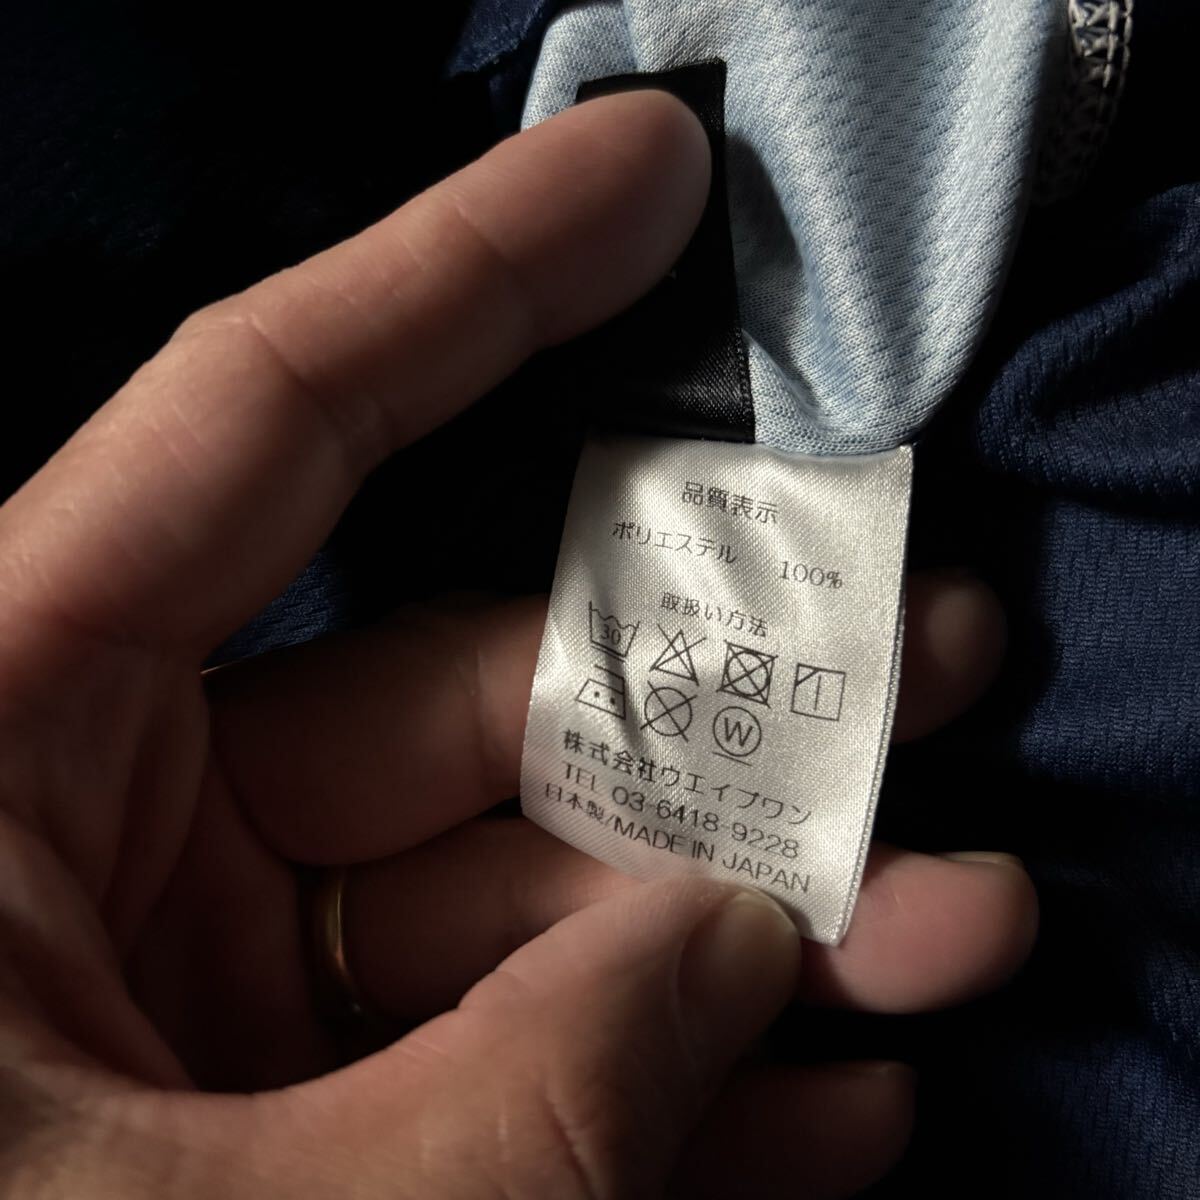 品質表示
ポリエステル 100%
取扱い方法
30
W
株式会社ウエイブワン
TEL 03-6418-9228
日本製/MADE IN JAPAN